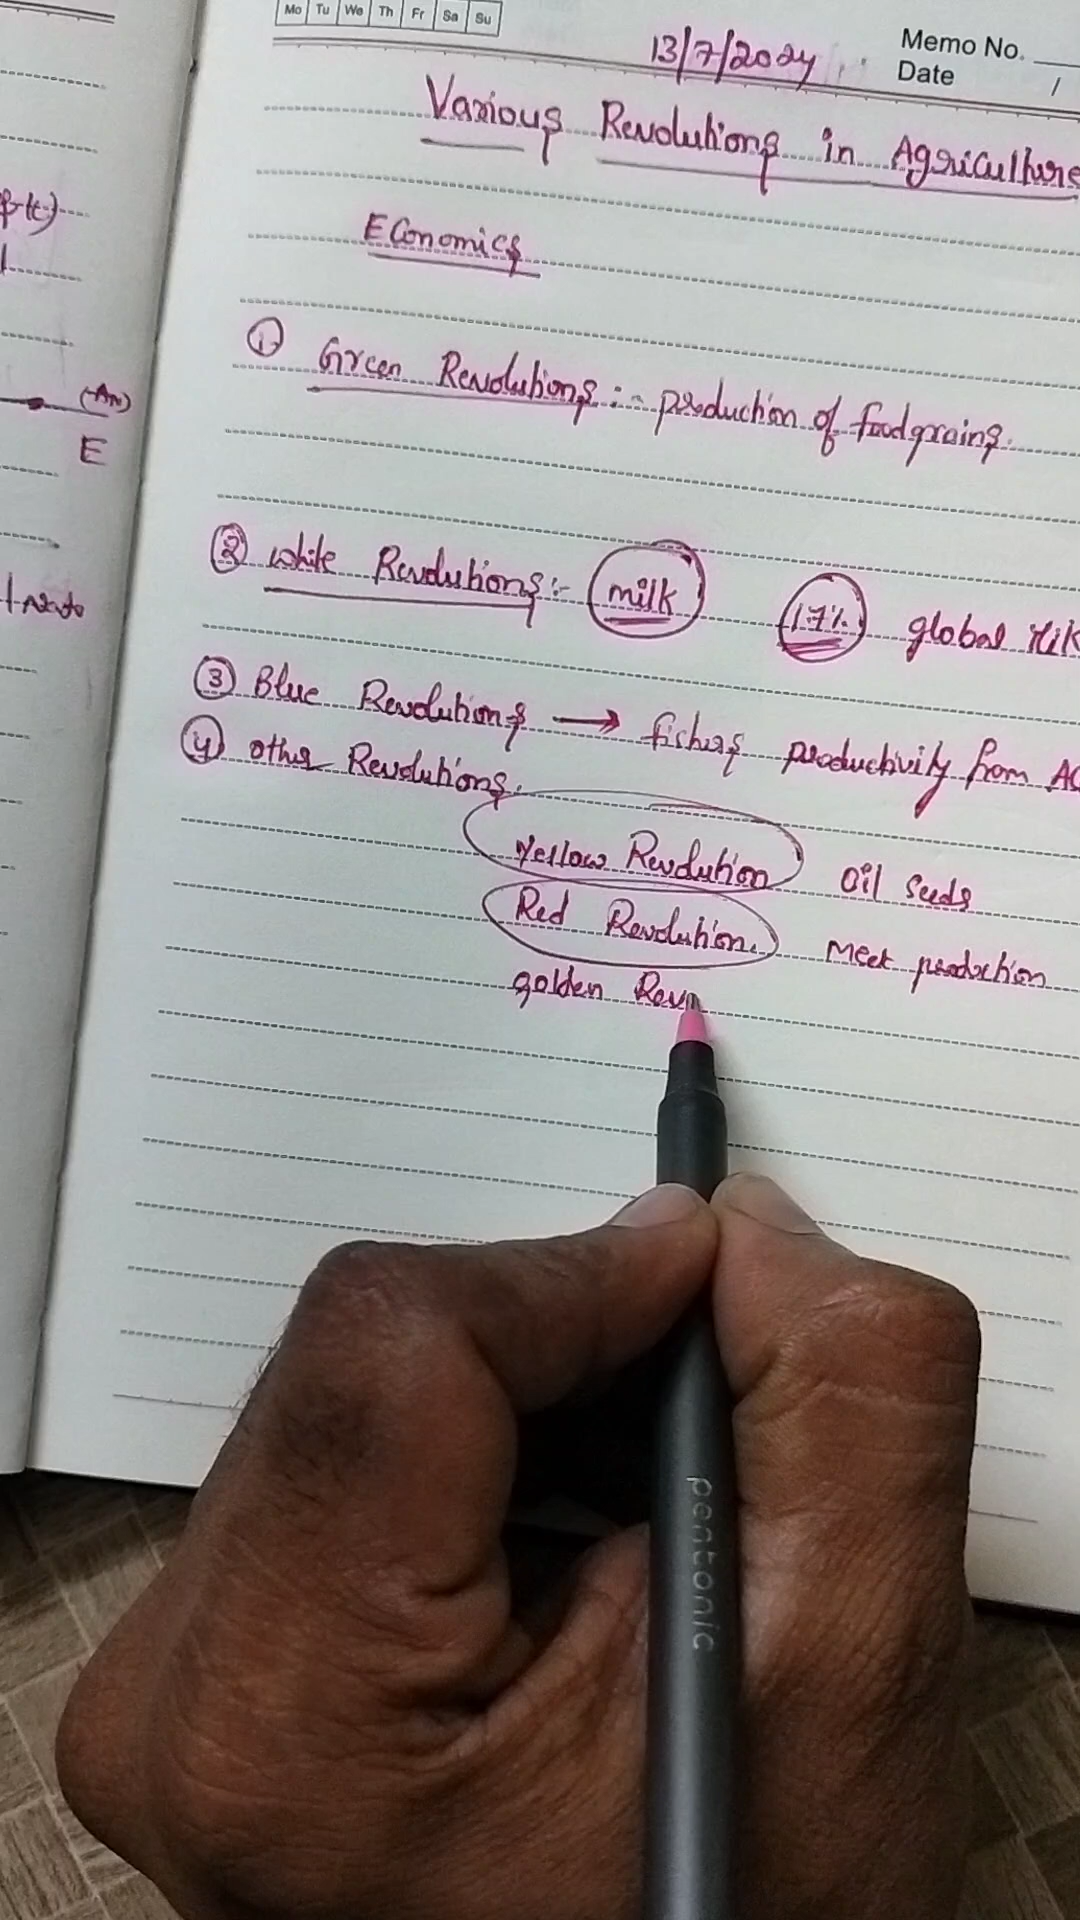 Mo Tu We Th Fr Sa Su
Memo No.
13/7/2024
Date /
Various Revolutions in Agriculture
Economics
① Green Revolutions :- production of foodgrains.
② white Revolutions:- milk 17% global
③ Blue Revolutions → fishers productivity from
④ other Revolutions.
Yellow Revolution Oil Seeds
Red Revolution. Meet production
golden Rev
(-An)
E
pentonic